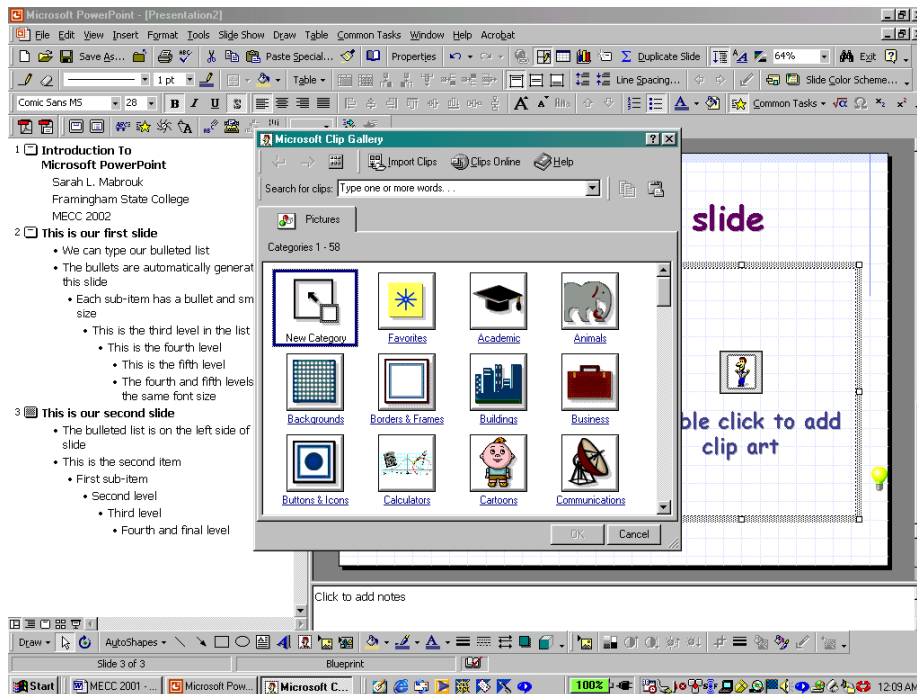 Microsoft PowerPoint - [Presentation2]
File Edit View Insert Format Tools Slide Show Draw Table Common Tasks Window Help Acrobat
Save As... Paste Special... Properties Σ Duplicate Slide 64% Exit
1 pt Table Line Spacing... Slide Color Scheme...
Comic Sans MS 28 B I U S A A A Common Tasks √α Ω ×₂ x²
Microsoft Clip Gallery
Import Clips Clips Online Help
Search for clips: Type one or more words. . .
Pictures
Categories 1 - 58
New Category Favorites Academic Animals
Backgrounds Borders & Frames Buildings Business
Buttons & Icons Calculators Cartoons Communications
OK Cancel
1 Introduction To
Microsoft PowerPoint
Sarah L. Mabrouk
Framingham State College
MECC 2002
2 This is our first slide
• We can type our bulleted list
• The bullets are automatically generat
this slide
• Each sub-item has a bullet and sm
size
• This is the third level in the list
• This is the fourth level
• This is the fifth level
• The fourth and fifth levels
the same font size
3 This is our second slide
• The bulleted list is on the left side of
slide
• This is the second item
• First sub-item
• Second level
• Third level
• Fourth and final level
slide
ble click to add
clip art
Click to add notes
Draw AutoShapes A
Slide 3 of 3 Blueprint
Start MECC 2001 - ... Microsoft Pow... Microsoft C... 100% 12:09 AM